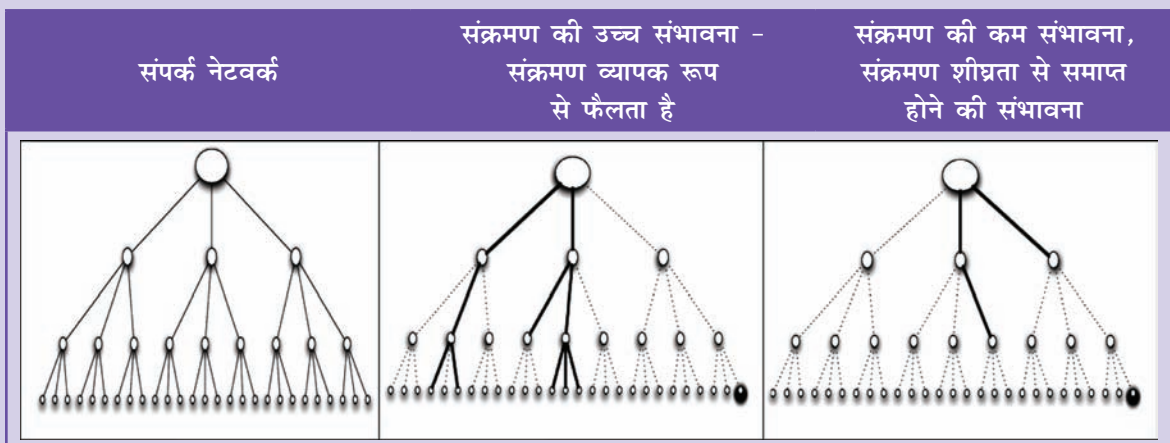 संपर्क नेटवर्क
संक्रमण की उच्च संभावना -
संक्रमण व्यापक रूप
से फैलता है
संक्रमण की कम संभावना,
संक्रमण शीघ्रता से समाप्त
होने की संभावना